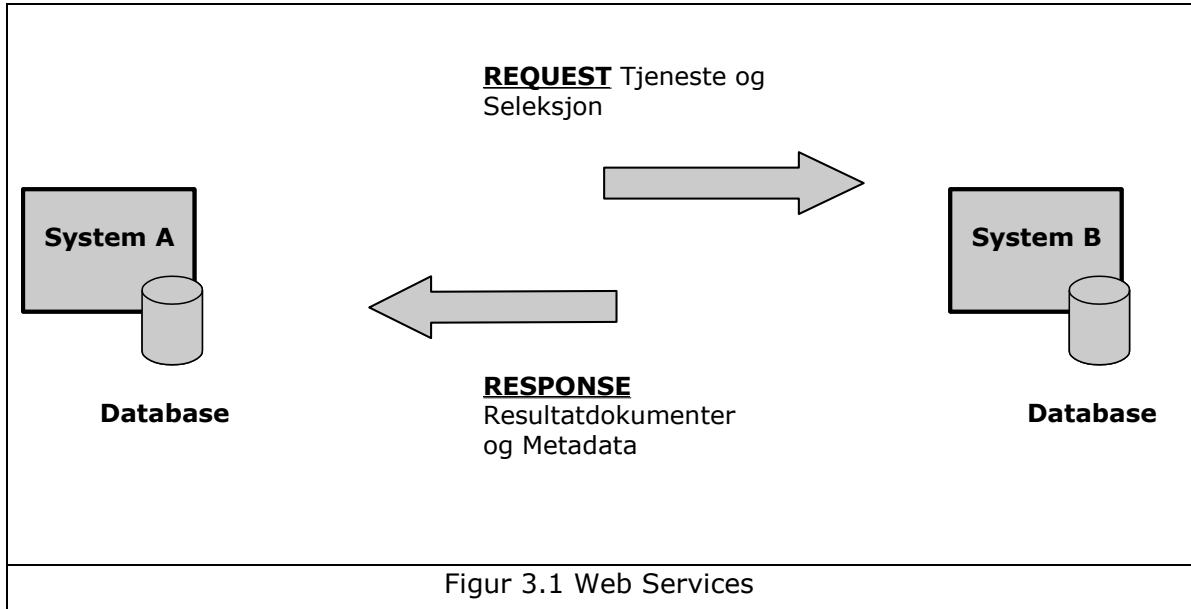 REQUEST Tjeneste og
Seleksjon
System A
System B
RESPONSE
Resultatdokumenter
og Metadata
Database
Database
Figur 3.1 Web Services